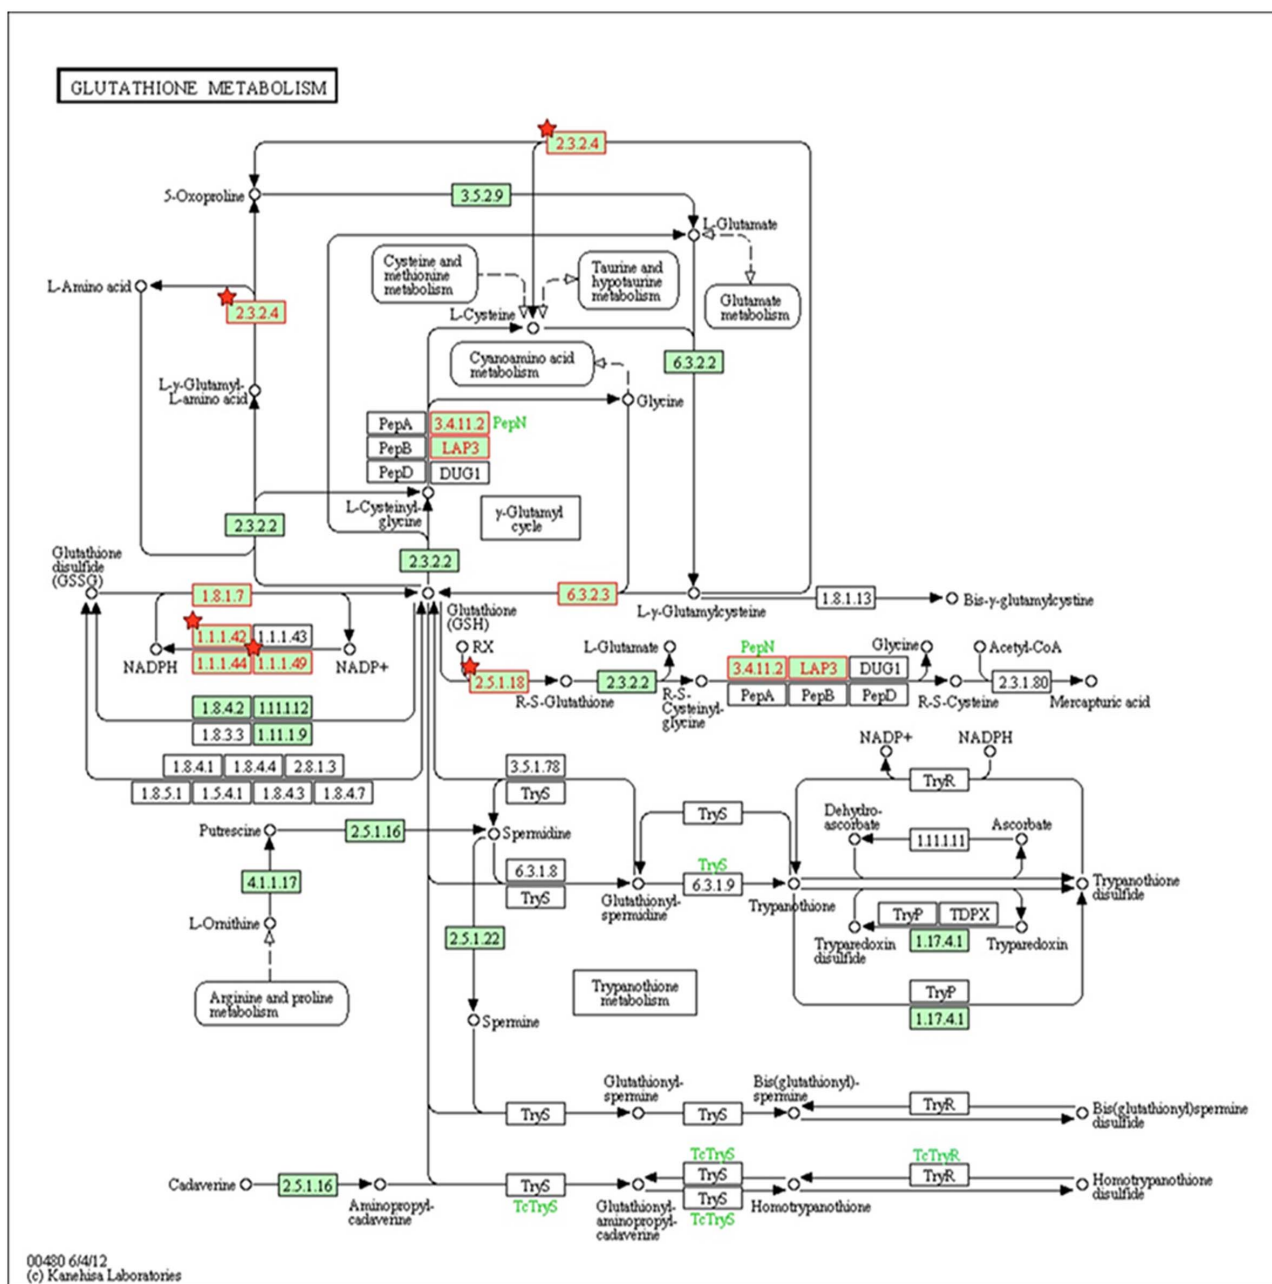 GLUTATHIONE METABOLISM
2.3.2.4
5-Oxoproline
3.5.2.9
L-Glutamate
Cysteine and
methionine
metabolism
Taurine and
hypotaurine
metabolism
Glutamate
metabolism
L-Amino acid
2.3.2.4
L-Cysteine
Cyanoamino acid
metabolism
6.3.2.2
L-γ-Glutamyl-
L-amino acid
Glycine
PepA
3.4.11.2
PepN
PepB
LAP3
PepD
DUG1
L-Cysteinyl-
glycine
γ-Glutamyl
cycle
2.3.2.2
2.3.2.2
Glutathione
disulfide
(GSSG)
1.8.1.7
Glutathione
(GSH)
6.3.2.3
L-γ-Glutamylcysteine
1.8.1.13
Bis-γ-glutamylcystine
1.1.1.42
1.1.1.43
NADPH
1.1.1.44
1.1.1.49
NADP+
RX
2.5.1.18
R-S-Glutathione
L-Glutamate
2.3.2.2
R-S-
Cysteinyl-
glycine
PepN
3.4.11.2
LAP3
DUG1
PepA
PepB
PepD
Glycine
R-S-Cysteine
Acetyl-CoA
2.3.1.80
Mercapturic acid
1.8.4.2
1.11.1.12
1.8.3.3
1.11.1.9
1.8.4.1
1.8.4.4
2.8.1.3
1.8.5.1
1.5.4.1
1.8.4.3
1.8.4.7
3.5.1.78
TryS
NADP+
NADPH
TryR
Putrescine
2.5.1.16
Spermidine
TryS
Dehydro-
ascorbate
1.11.1.11
Ascorbate
4.1.1.17
6.3.1.8
TryS
Glutathionyl-
spermidine
TryS
6.3.1.9
Trypanothione
Trypanothione
disulfide
L-Ornithine
2.5.1.22
TryP
TDPX
Tryparedoxin
disulfide
1.17.4.1
Tryparedoxin
Arginine and proline
metabolism
Trypanothione
metabolism
TryP
1.17.4.1
Spermine
Glutathionyl-
spermine
Bis(glutathionyl)-
spermine
TryS
TryS
TryR
Bis(glutathionyl)spermine
disulfide
Cadaverine
2.5.1.16
Aminopropyl-
cadaverine
TryS
TcTryS
Glutathionyl-
aminopropyl-
cadaverine
TcTryS
TryS
TryS
TcTryS
Homotrypanothione
TcTryR
TryR
Homotrypanothione
disulfide
00480 6/4/12
(c) Kanehisa Laboratories